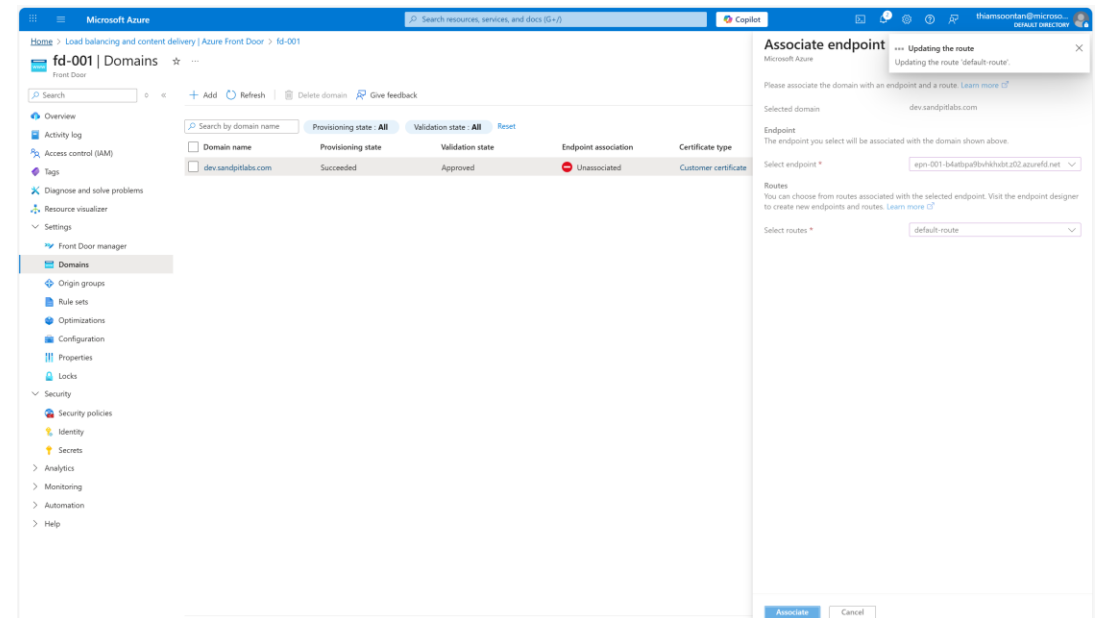 Microsoft Azure
Search resources, services, and docs (G+/)
Copilot
thiamsoontan@microso...
DEFAULT DIRECTORY
Home > Load balancing and content delivery | Azure Front Door > fd-001
fd-001 | Domains
Front Door
Search
Overview
Activity log
Access control (IAM)
Tags
Diagnose and solve problems
Resource visualizer
Settings
Front Door manager
Domains
Origin groups
Rule sets
Optimizations
Configuration
Properties
Locks
Security
Security policies
Identity
Secrets
Analytics
Monitoring
Automation
Help
Add Refresh Delete domain Give feedback
Search by domain name Provisioning state : All Validation state : All Reset
Domain name Provisioning state Validation state Endpoint association Certificate type
dev.sandpitlabs.com Succeeded Approved Unassociated Customer certificate
Associate endpoint
Microsoft Azure
Updating the route
Updating the route 'default-route'.
Please associate the domain with an endpoint and a route. Learn more
Selected domain dev.sandpitlabs.com
Endpoint
The endpoint you select will be associated with the domain shown above.
Select endpoint * epn-001-b4atbpa9bvhkhxbt.z02.azurefd.net
Routes
You can choose from routes associated with the selected endpoint. Visit the endpoint designer
to create new endpoints and routes. Learn more
Select routes * default-route
Associate Cancel